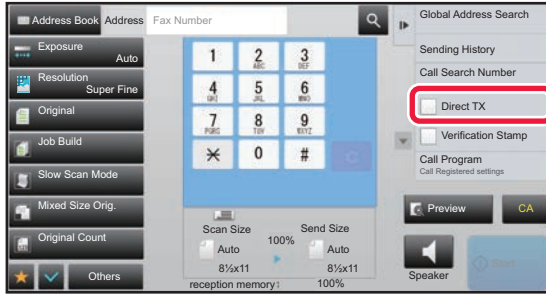 Address Book Address Fax Number
Global Address Search
Exposure
Auto
Sending History
Resolution
Super Fine
Call Search Number
Original
Direct TX
Job Build
Verification Stamp
Slow Scan Mode
Call Program
Call Registered settings
Mixed Size Orig.
Preview
CA
Original Count
Others
1
2
ABC
3
DEF
4
GHI
5
JKL
6
MNO
7
PQRS
8
TUV
9
WXYZ
0
#
C
Scan Size
100%
Send Size
Auto
Auto
8½x11
8½x11
reception memory: 100%
Speaker
Start